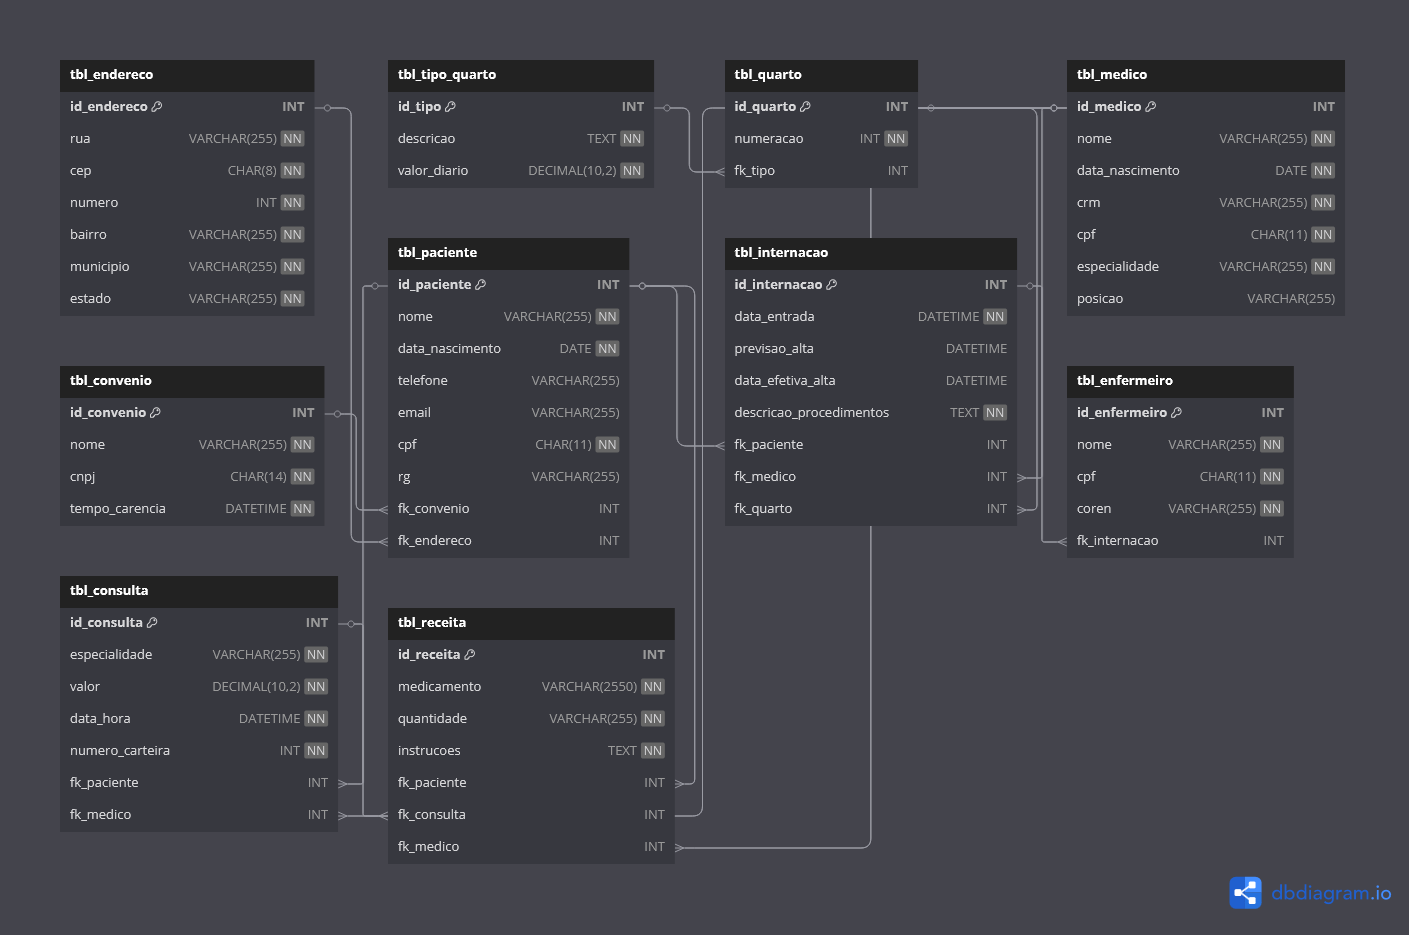 tbl_endereco
id_endereco INT
rua VARCHAR(255) NN
cep CHAR(8) NN
numero INT NN
bairro VARCHAR(255) NN
municipio VARCHAR(255) NN
estado VARCHAR(255) NN
tbl_tipo_quarto
id_tipo INT
descricao TEXT NN
valor_diario DECIMAL(10,2) NN
tbl_quarto
id_quarto INT
numeracao INT NN
fk_tipo INT
tbl_medico
id_medico INT
nome VARCHAR(255) NN
data_nascimento DATE NN
crm VARCHAR(255) NN
cpf CHAR(11) NN
especialidade VARCHAR(255) NN
posicao VARCHAR(255)
tbl_paciente
id_paciente INT
nome VARCHAR(255) NN
data_nascimento DATE NN
telefone VARCHAR(255)
email VARCHAR(255)
cpf CHAR(11) NN
rg VARCHAR(255)
fk_convenio INT
fk_endereco INT
tbl_internacao
id_internacao INT
data_entrada DATETIME NN
previsao_alta DATETIME
data_efetiva_alta DATETIME
descricao_procedimentos TEXT NN
fk_paciente INT
fk_medico INT
fk_quarto INT
tbl_convenio
id_convenio INT
nome VARCHAR(255) NN
cnpj CHAR(14) NN
tempo_carencia DATETIME NN
tbl_enfermeiro
id_enfermeiro INT
nome VARCHAR(255) NN
cpf CHAR(11) NN
coren VARCHAR(255) NN
fk_internacao INT
tbl_consulta
id_consulta INT
especialidade VARCHAR(255) NN
valor DECIMAL(10,2) NN
data_hora DATETIME NN
numero_carteira INT NN
fk_paciente INT
fk_medico INT
tbl_receita
id_receita INT
medicamento VARCHAR(2550) NN
quantidade VARCHAR(255) NN
instrucoes TEXT NN
fk_paciente INT
fk_consulta INT
fk_medico INT
dbdiagram.io